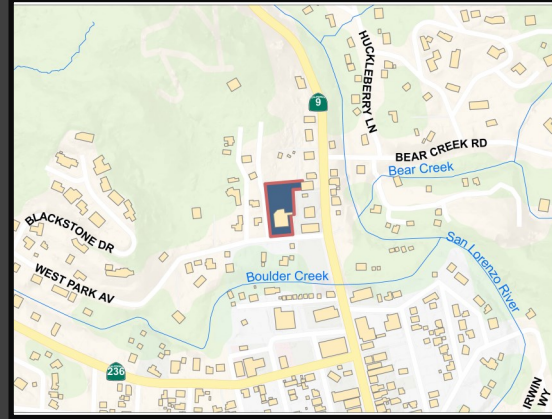 HUCKLEBERRY LN
9
BEAR CREEK RD
Bear Creek
BLACKSTONE DR
San Lorenzo River
WEST PARK AV
Boulder Creek
236
IRWIN WY